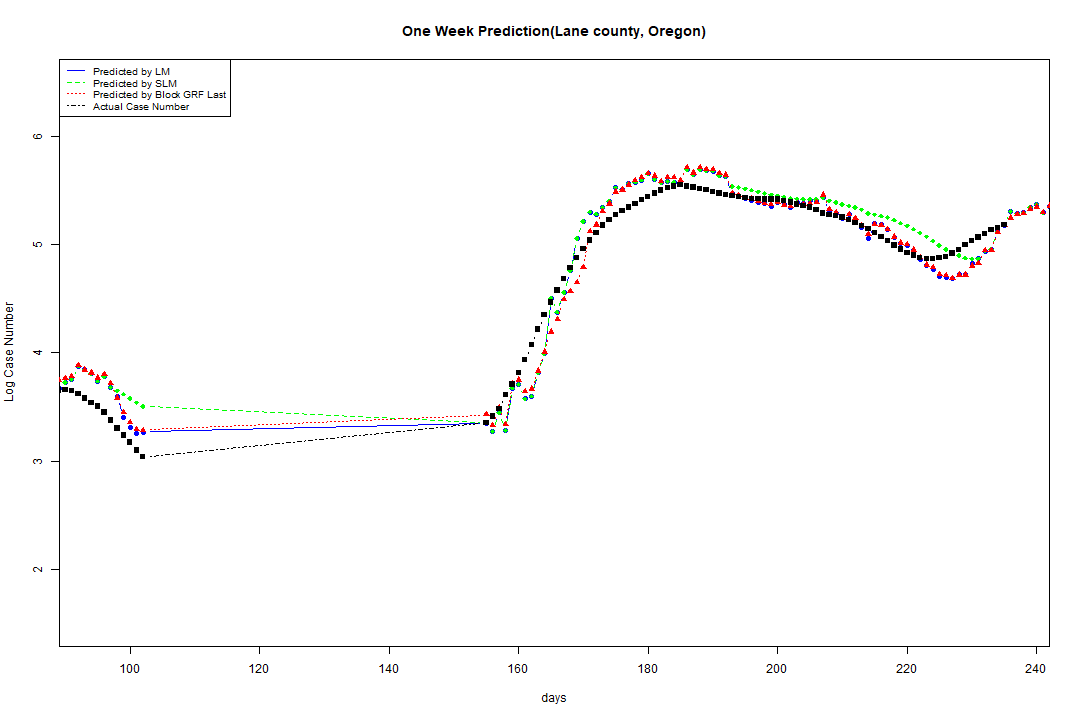 One Week Prediction(Lane county, Oregon)
Predicted by LM
Predicted by SLM
Predicted by Block GRF Last
Actual Case Number
6
5
4
3
2
Log Case Number
100 120 140 160 180 200 220 240
days